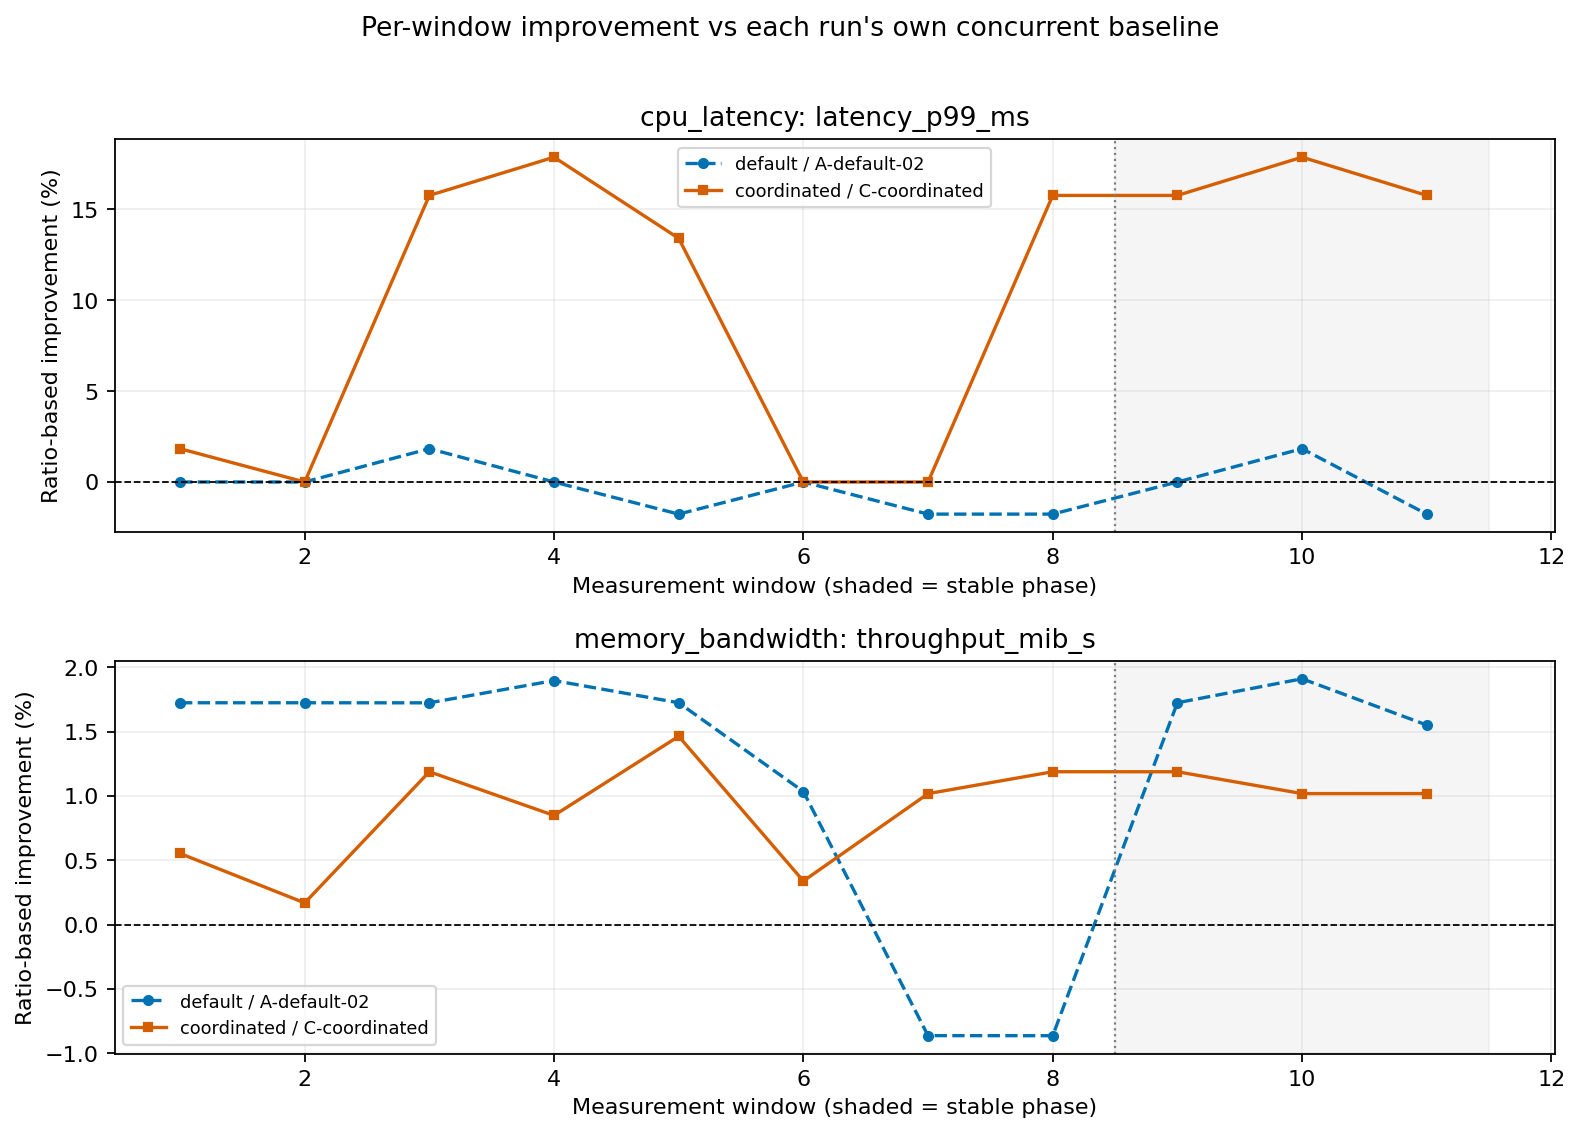 Per-window improvement vs each run's own concurrent baseline
cpu_latency: latency_p99_ms
Ratio-based improvement (%)
15
10
5
0
default / A-default-02
coordinated / C-coordinated
2 4 6 8 10 12
Measurement window (shaded = stable phase)
memory_bandwidth: throughput_mib_s
Ratio-based improvement (%)
2.0
1.5
1.0
0.5
0.0
−0.5
−1.0
default / A-default-02
coordinated / C-coordinated
2 4 6 8 10 12
Measurement window (shaded = stable phase)